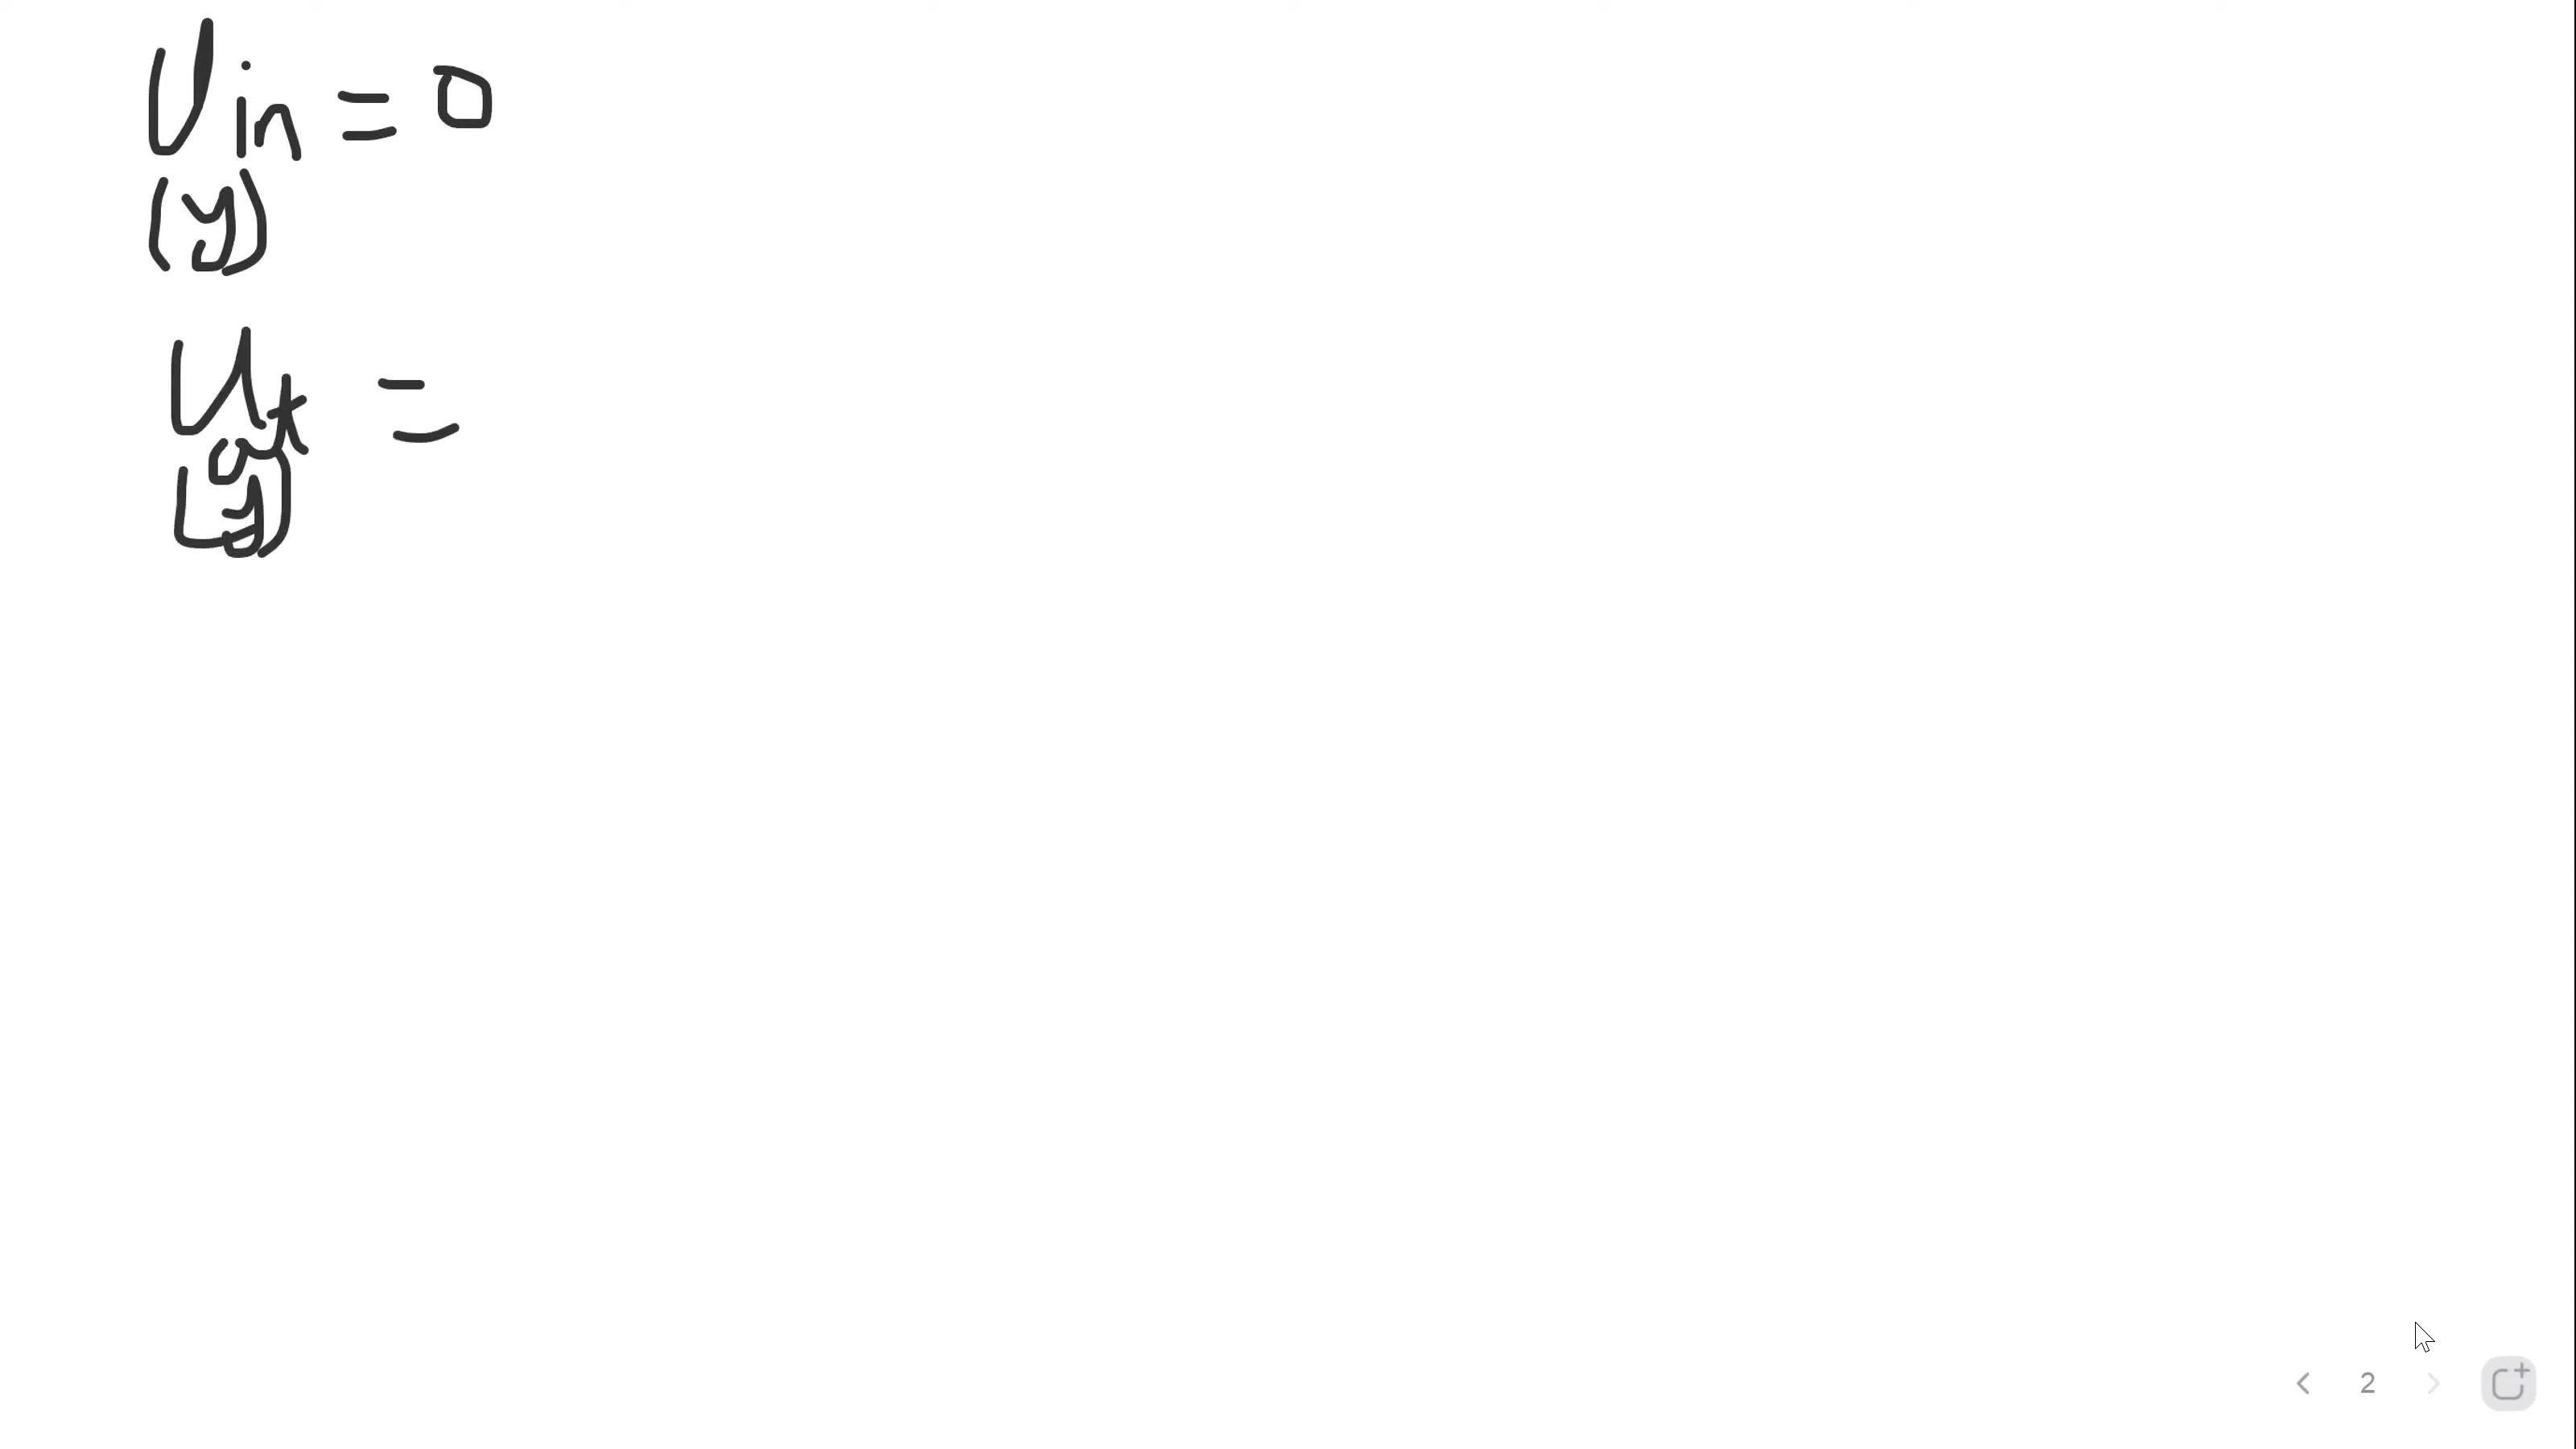 Uin = 0
(y)
Uout =
(y)
2